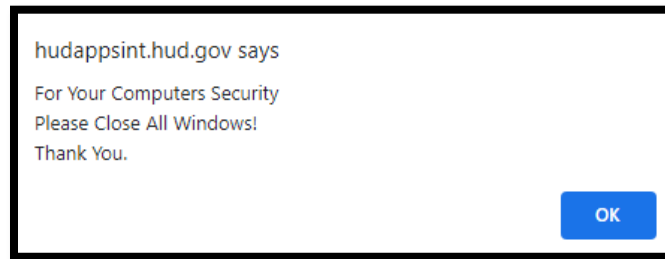 hudappsint.hud.gov says
For Your Computers Security
Please Close All Windows!
Thank You.
OK